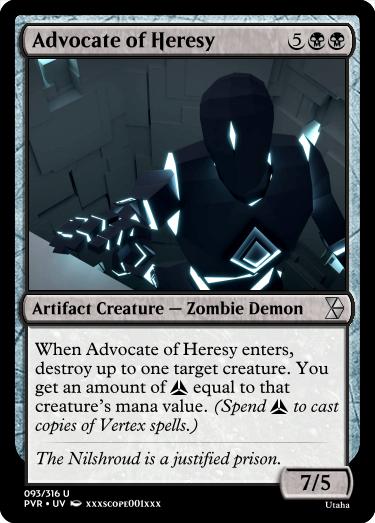 Advocate of Heresy 5
Artifact Creature — Zombie Demon
When Advocate of Heresy enters,
destroy up to one target creature. You
get an amount of equal to that
creature's mana value. (Spend to cast
copies of Vertex spells.)
The Nilshroud is a justified prison.
7/5
093/316 U
PVR • UV xxxSCOPE001xxx
Utaha